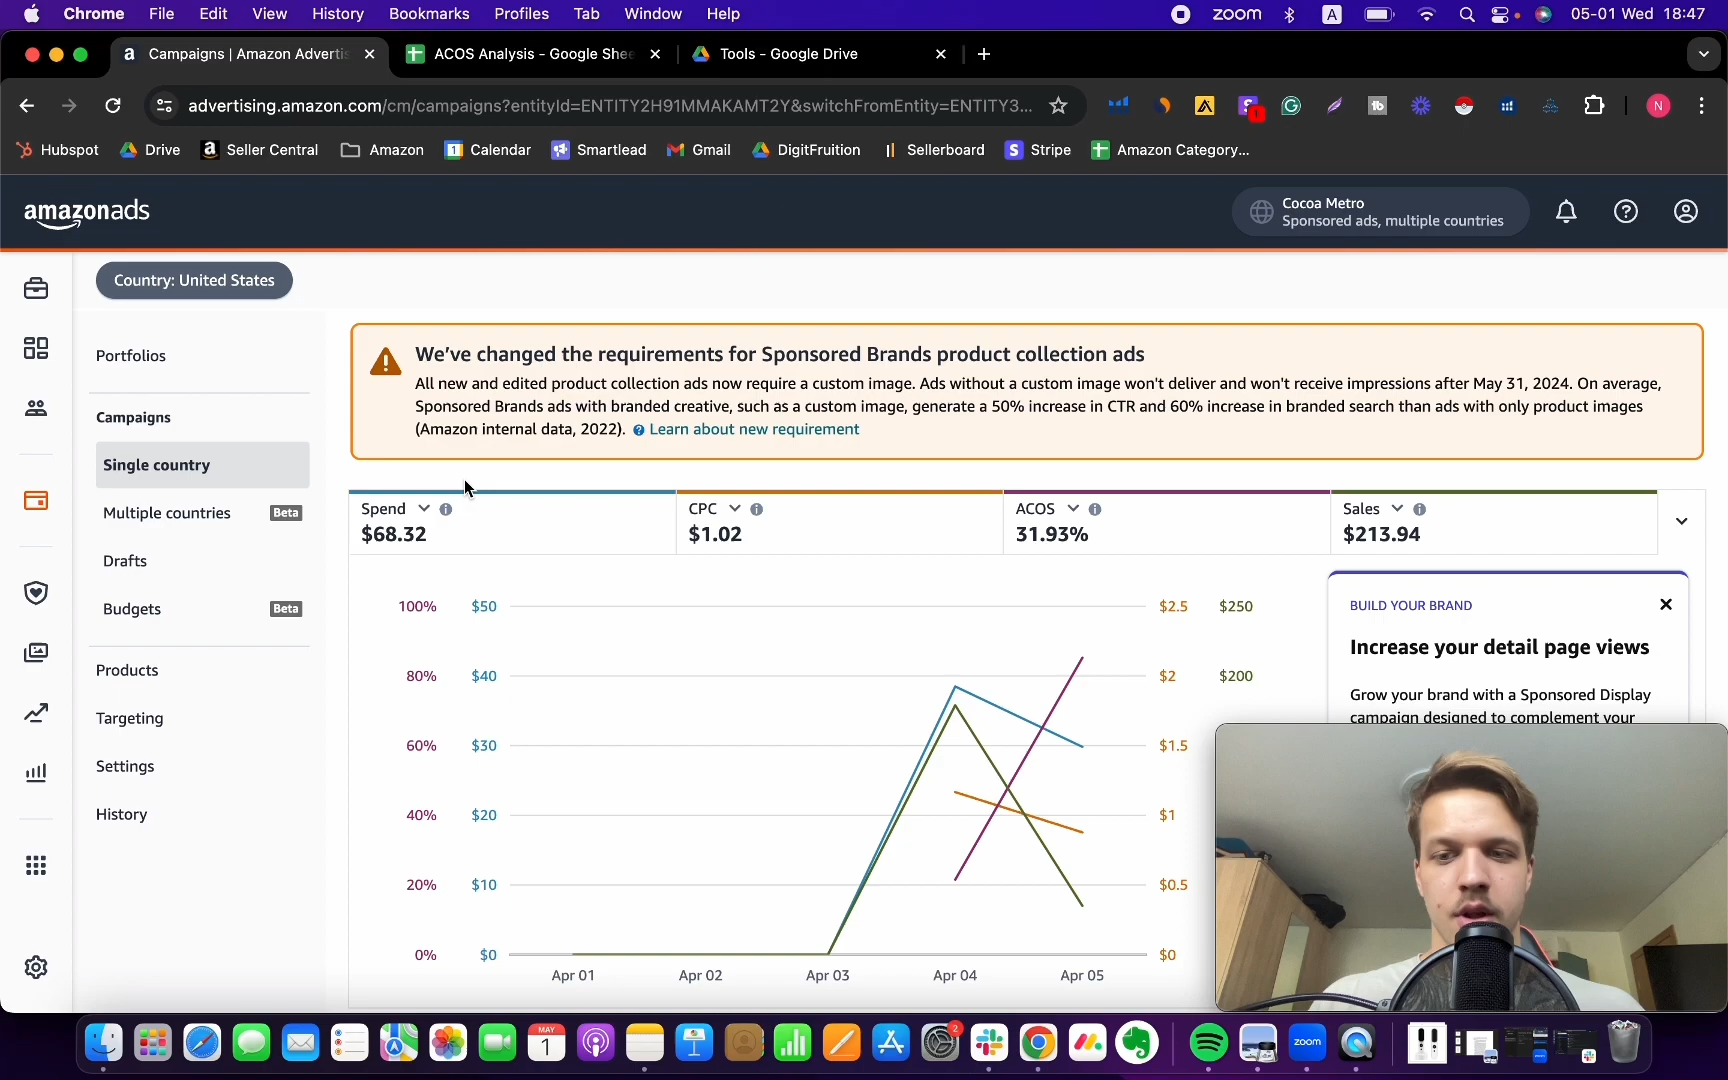 Chrome File Edit View History Bookmarks Profiles Tab Window Help zoom A 05-01 Wed 18:47
a Campaigns | Amazon Adverti ACOS Analysis - Google She Tools - Google Drive
advertising.amazon.com/cm/campaigns?entityId=ENTITY2H91MMAKAMT2Y&switchFromEntity=ENTITY3... N
Hubspot Drive Seller Central Amazon Calendar Smartlead Gmail DigitFruition Sellerboard Stripe Amazon Category...
amazonads
Cocoa Metro
Sponsored ads, multiple countries
Country: United States
Portfolios
Campaigns
Single country
Multiple countries Beta
Drafts
Budgets Beta
Products
Targeting
Settings
History
We've changed the requirements for Sponsored Brands product collection ads
All new and edited product collection ads now require a custom image. Ads without a custom image won't deliver and won't receive impressions after May 31, 2024. On average,
Sponsored Brands ads with branded creative, such as a custom image, generate a 50% increase in CTR and 60% increase in branded search than ads with only product images
(Amazon internal data, 2022). Learn about new requirement
Spend CPC ACOS Sales
$68.32 $1.02 31.93% $213.94
100% $50 $2.5 $250
80% $40 $2 $200
60% $30 $1.5
40% $20 $1
20% $10 $0.5
0% $0 $0
Apr 01 Apr 02 Apr 03 Apr 04 Apr 05
BUILD YOUR BRAND
Increase your detail page views
Grow your brand with a Sponsored Display
campaign designed to complement your
MAY
1
2
zoom